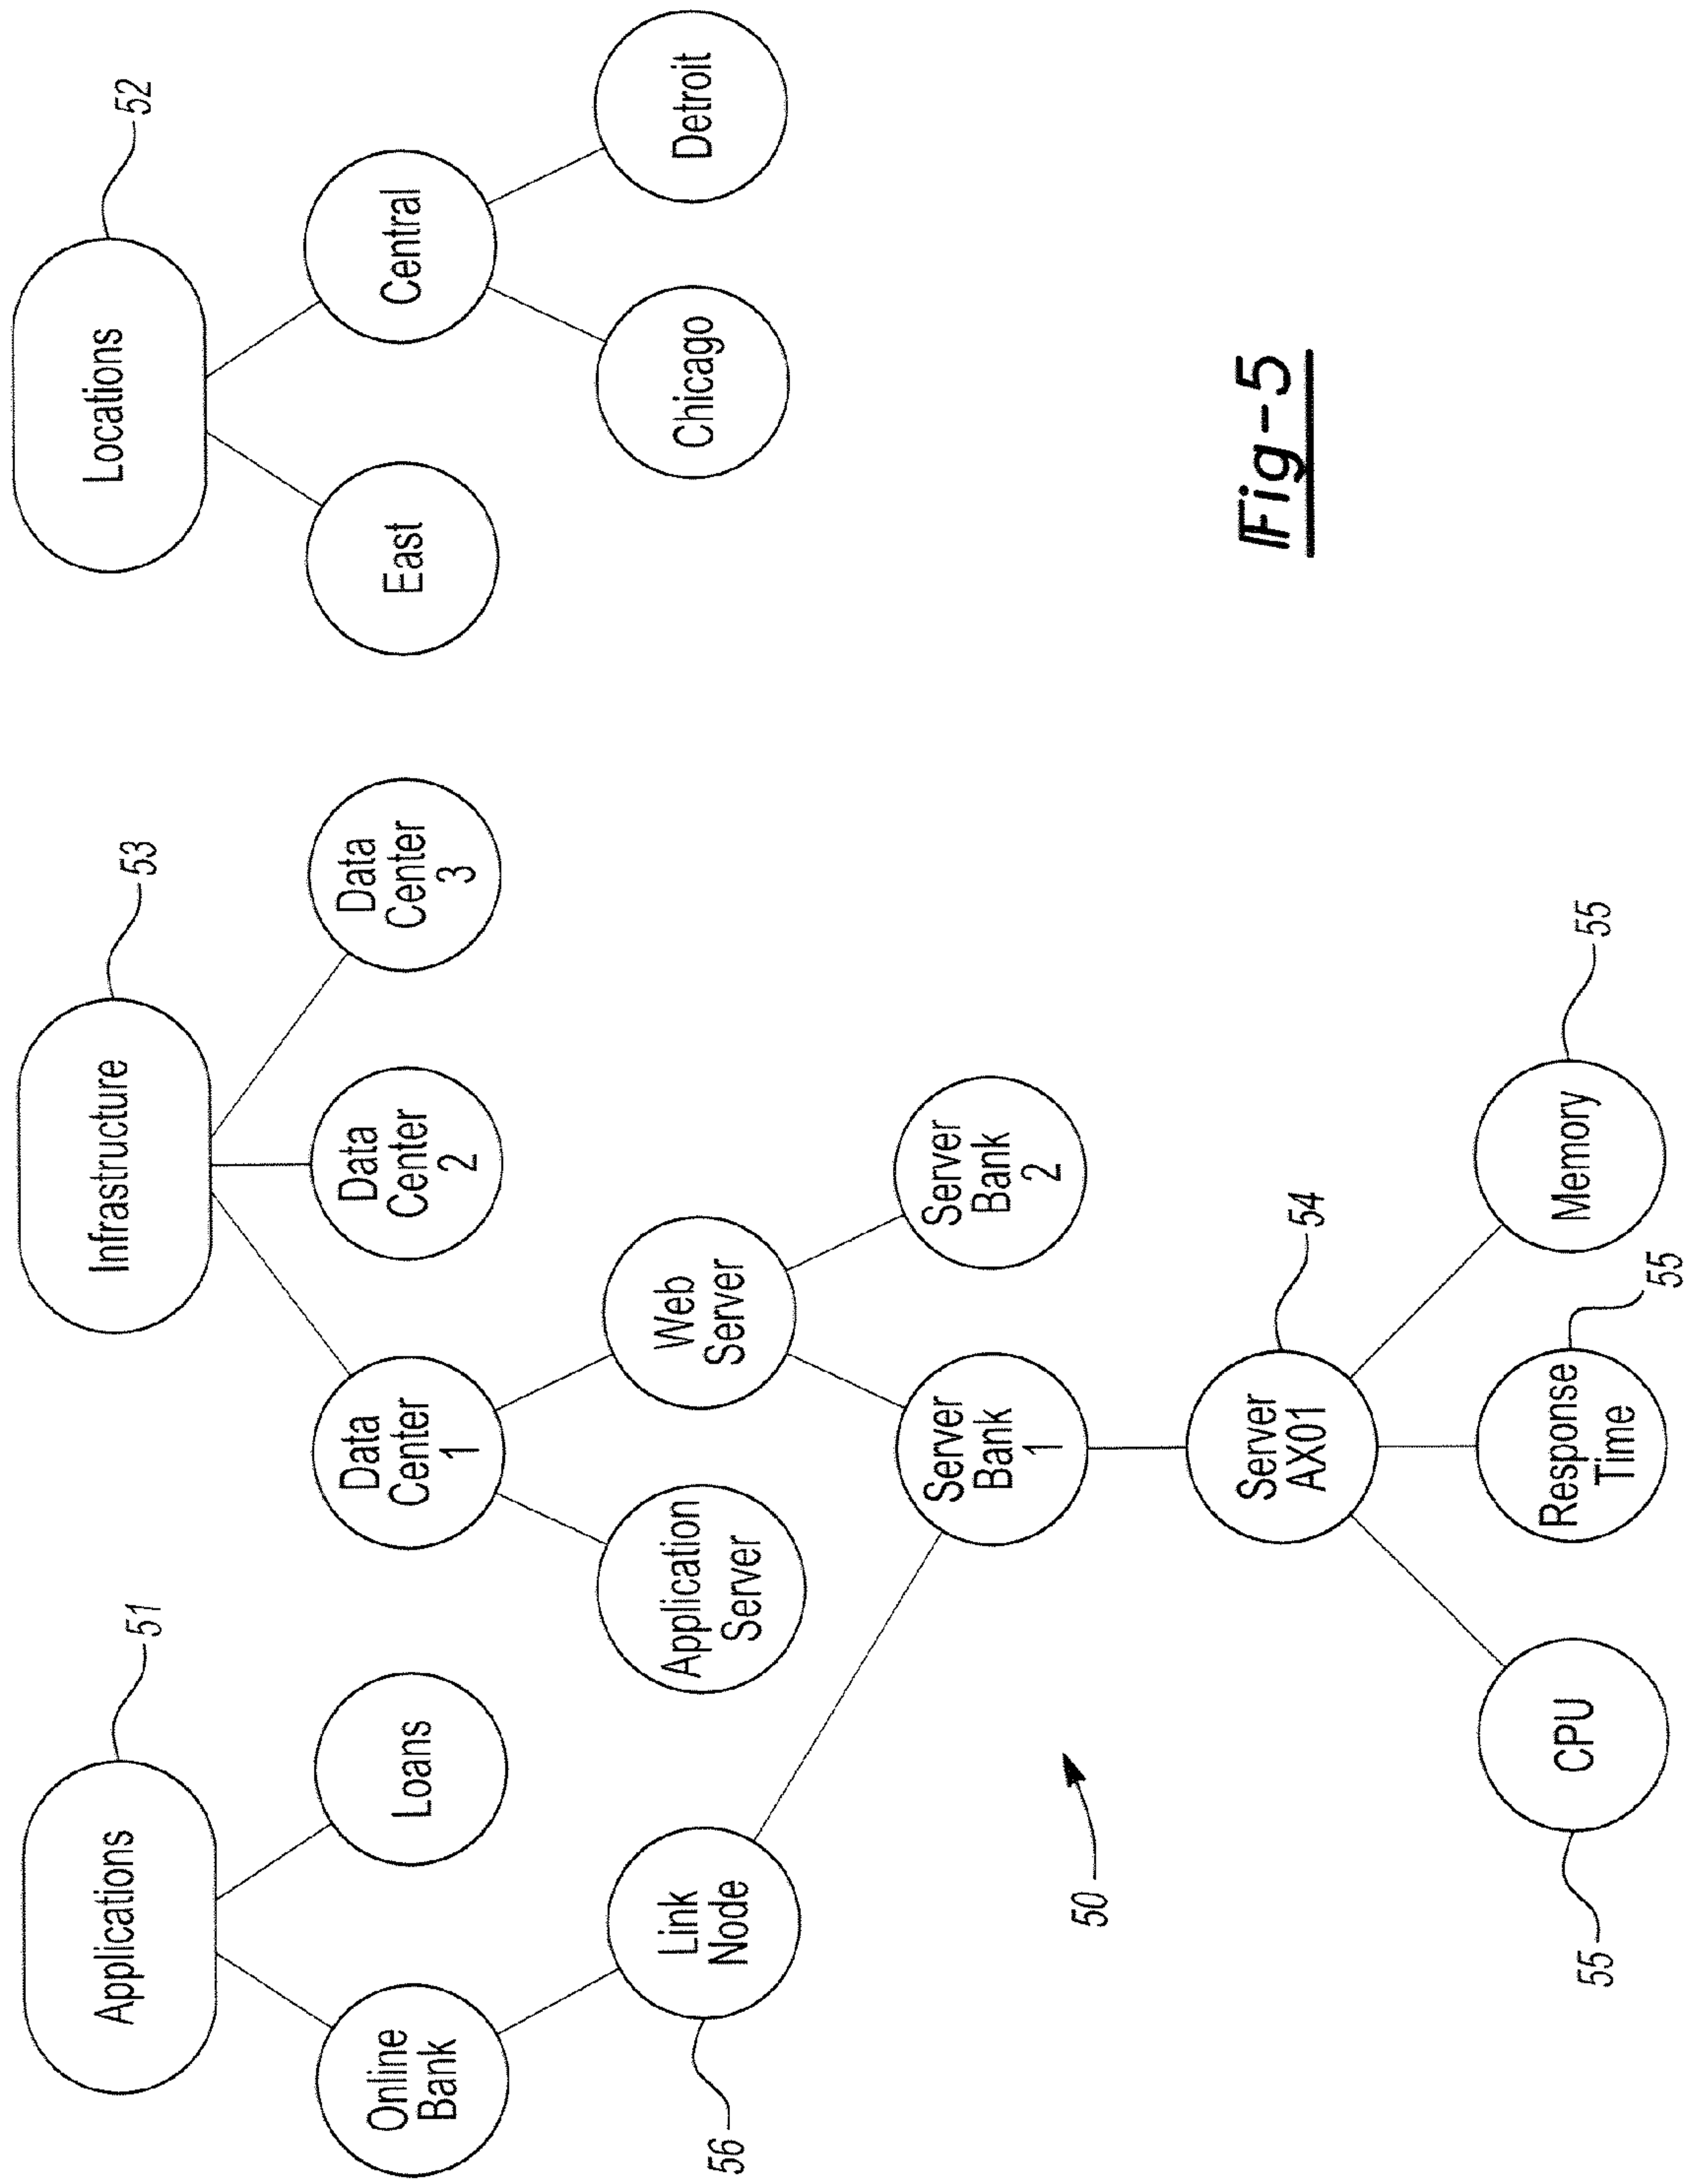 51
53
52
Applications
Infrastructure
Locations
Online
Bank
Loans
Data
Center
1
Data
Center
2
Data
Center
3
East
Central
56
Link
Node
Application
Server
Web
Server
Chicago
Detroit
50
Server
Bank
1
Server
Bank
2
Server
AX01
54
Fig-5
55
CPU
Response
Time
55
Memory
55